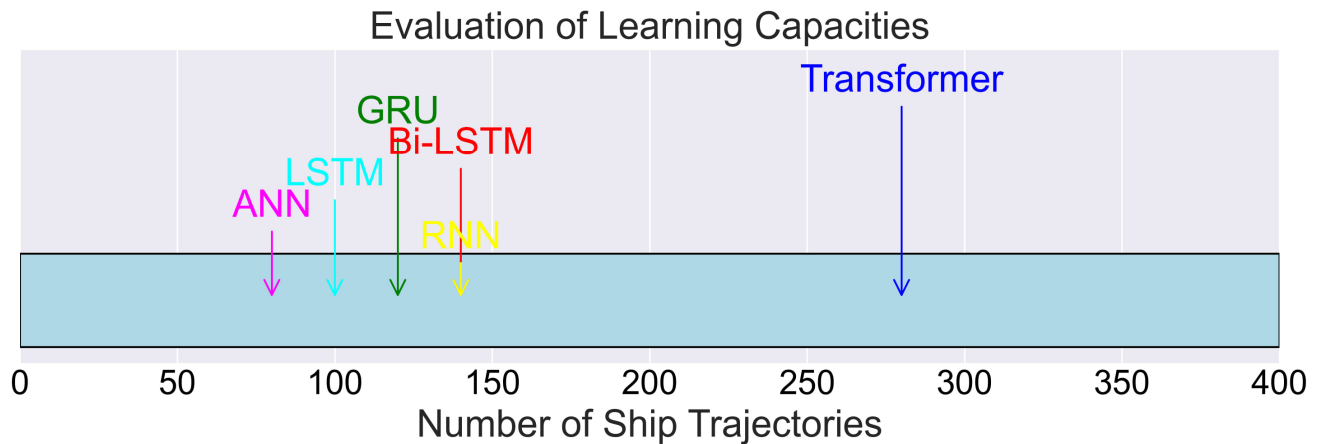 Evaluation of Learning Capacities
Transformer
GRU
Bi-LSTM
LSTM
ANN
RNN
0 50 100 150 200 250 300 350 400
Number of Ship Trajectories